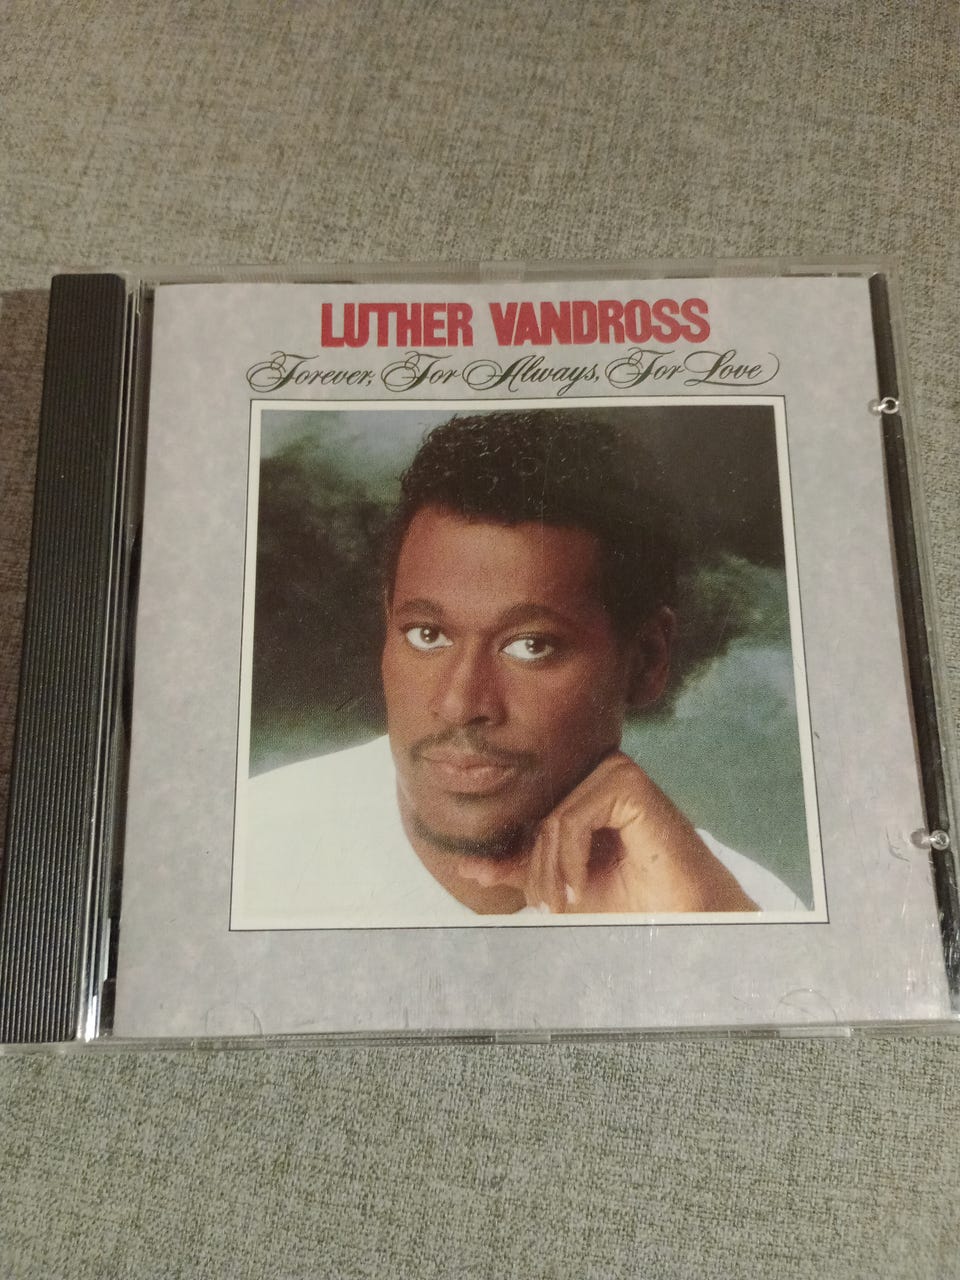 LUTHER VANDROSS
Forever, For Always, For Love